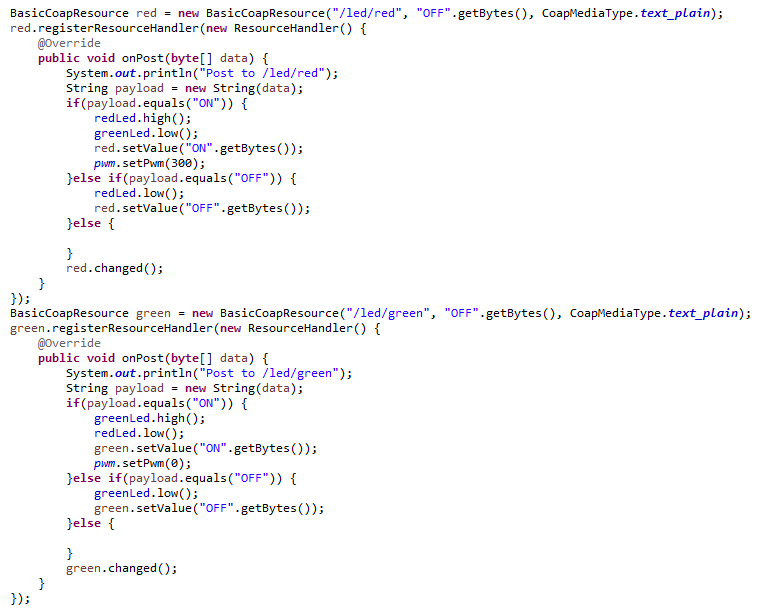 BasicCoapResource red = new BasicCoapResource("/led/red", "OFF".getBytes(), CoapMediaType.text_plain);
red.registerResourceHandler(new ResourceHandler() {
    @Override
    public void onPost(byte[] data) {
        System.out.println("Post to /led/red");
        String payload = new String(data);
        if(payload.equals("ON")) {
            redLed.high();
            greenLed.low();
            red.setValue("ON".getBytes());
            pwm.setPwm(300);
        }else if(payload.equals("OFF")) {
            redLed.low();
            red.setValue("OFF".getBytes());
        }else {

        }
        red.changed();
    }
});
BasicCoapResource green = new BasicCoapResource("/led/green", "OFF".getBytes(), CoapMediaType.text_plain);
green.registerResourceHandler(new ResourceHandler() {
    @Override
    public void onPost(byte[] data) {
        System.out.println("Post to /led/green");
        String payload = new String(data);
        if(payload.equals("ON")) {
            greenLed.high();
            redLed.low();
            green.setValue("ON".getBytes());
            pwm.setPwm(0);
        }else if(payload.equals("OFF")) {
            greenLed.low();
            green.setValue("OFF".getBytes());
        }else {

        }
        green.changed();
    }
});